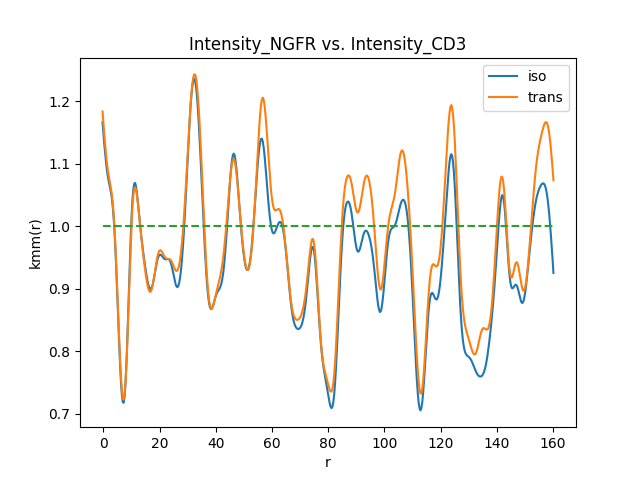 Intensity_NGFR vs. Intensity_CD3
iso
trans
kmm(r)
1.2
1.1
1.0
0.9
0.8
0.7
0 20 40 60 80 100 120 140 160
r